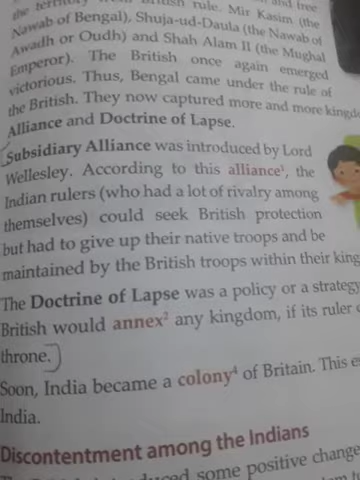 the territory from British rule. Mir Kasim (the
Nawab of Bengal), Shuja-ud-Daula (the Nawab of
Awadh or Oudh) and Shah Alam II (the Mughal
Emperor). The British once again emerged
victorious. Thus, Bengal came under the rule of
the British. They now captured more and more kingd
Alliance and Doctrine of Lapse.
Subsidiary Alliance was introduced by Lord
Wellesley. According to this alliance¹, the
Indian rulers (who had a lot of rivalry among
themselves) could seek British protection
but had to give up their native troops and be
maintained by the British troops within their king
The Doctrine of Lapse was a policy or a strategy
British would annex² any kingdom, if its ruler
throne.
Soon, India became a colony⁴ of Britain. This
India.
Discontentment among the Indians
some positive change